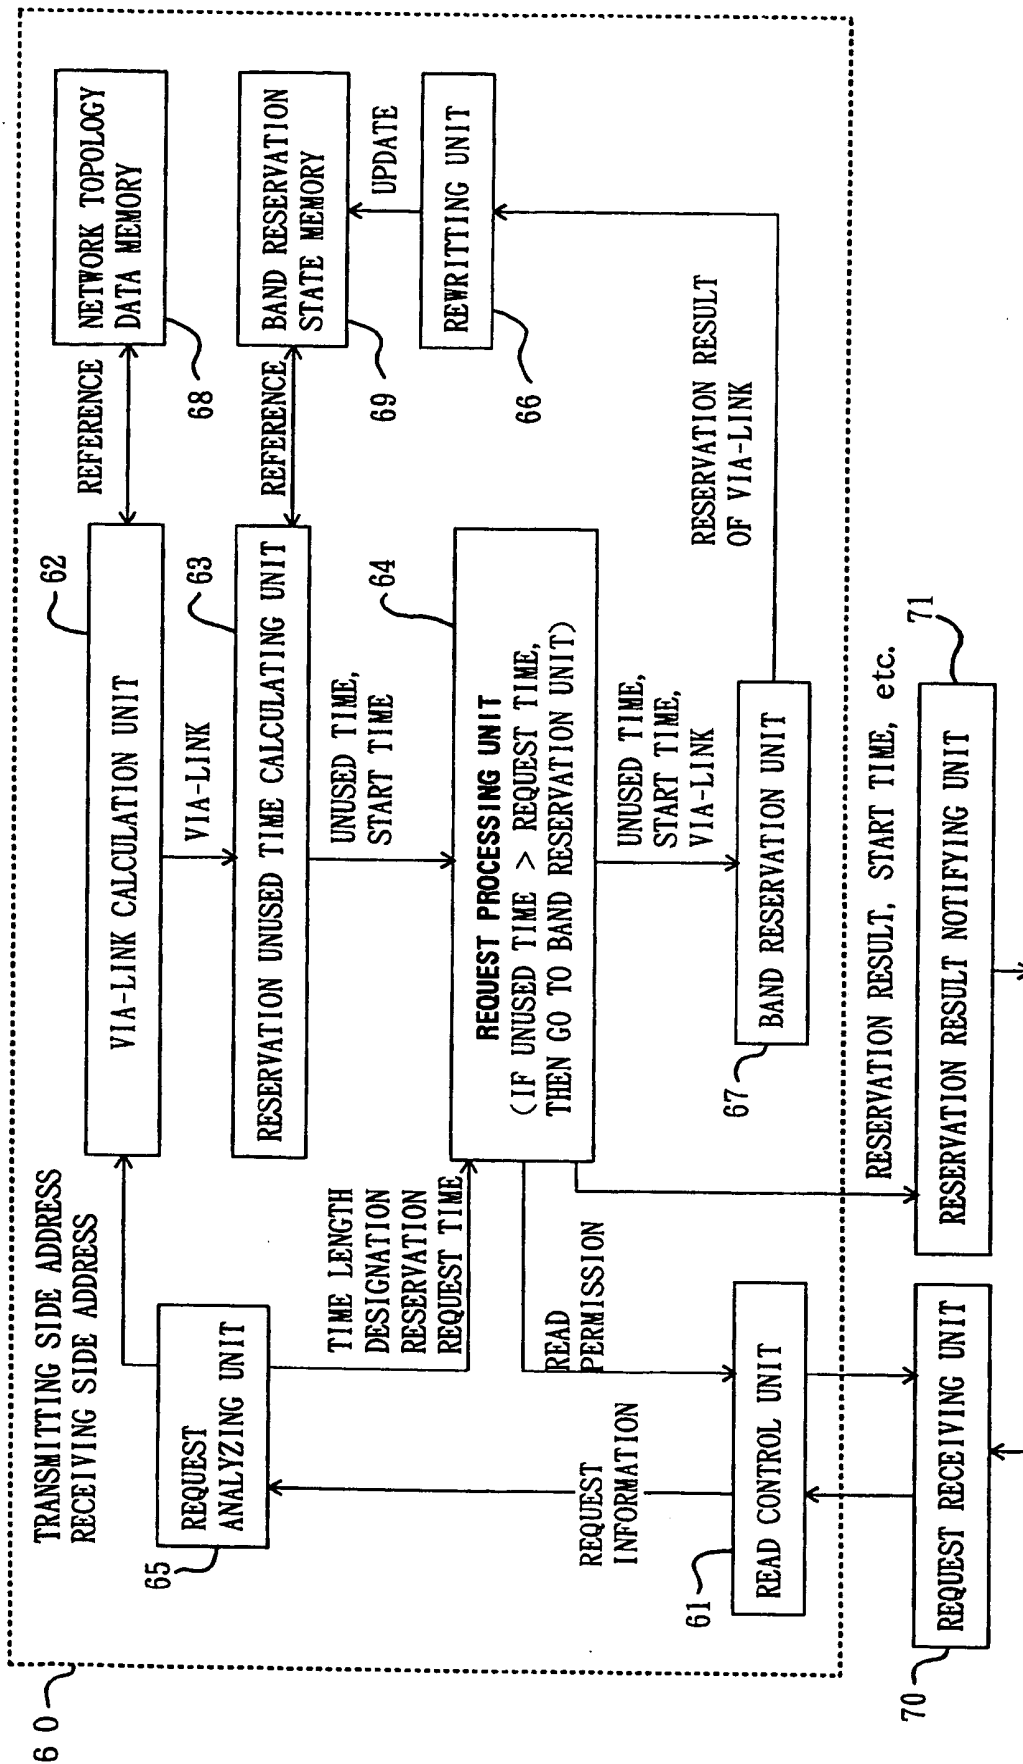 60
TRANSMITTING SIDE ADDRESS
RECEIVING SIDE ADDRESS
62
VIA-LINK CALCULATION UNIT
REFERENCE
NETWORK TOPOLOGY
DATA MEMORY
68
VIA-LINK
63
RESERVATION UNUSED TIME CALCULATING UNIT
REFERENCE
BAND RESERVATION
STATE MEMORY
69
UPDATE
REWRITTING UNIT
66
65
REQUEST
ANALYZING UNIT
UNUSED TIME,
START TIME
TIME LENGTH
DESIGNATION
RESERVATION
REQUEST TIME
64
REQUEST PROCESSING UNIT
(IF UNUSED TIME > REQUEST TIME,
THEN GO TO BAND RESERVATION UNIT)
READ
PERMISSION
REQUEST
INFORMATION
UNUSED TIME,
START TIME,
VIA-LINK
RESERVATION RESULT
OF VIA-LINK
61
READ CONTROL UNIT
67
BAND RESERVATION UNIT
RESERVATION RESULT, START TIME, etc.
70
REQUEST RECEIVING UNIT
71
RESERVATION RESULT NOTIFYING UNIT